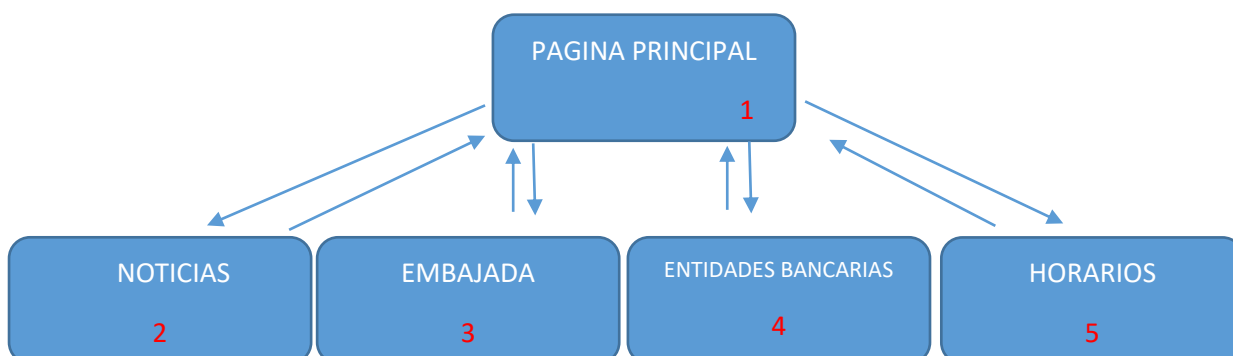 PAGINA PRINCIPAL
1
NOTICIAS
2
EMBAJADA
3
ENTIDADES BANCARIAS
4
HORARIOS
5